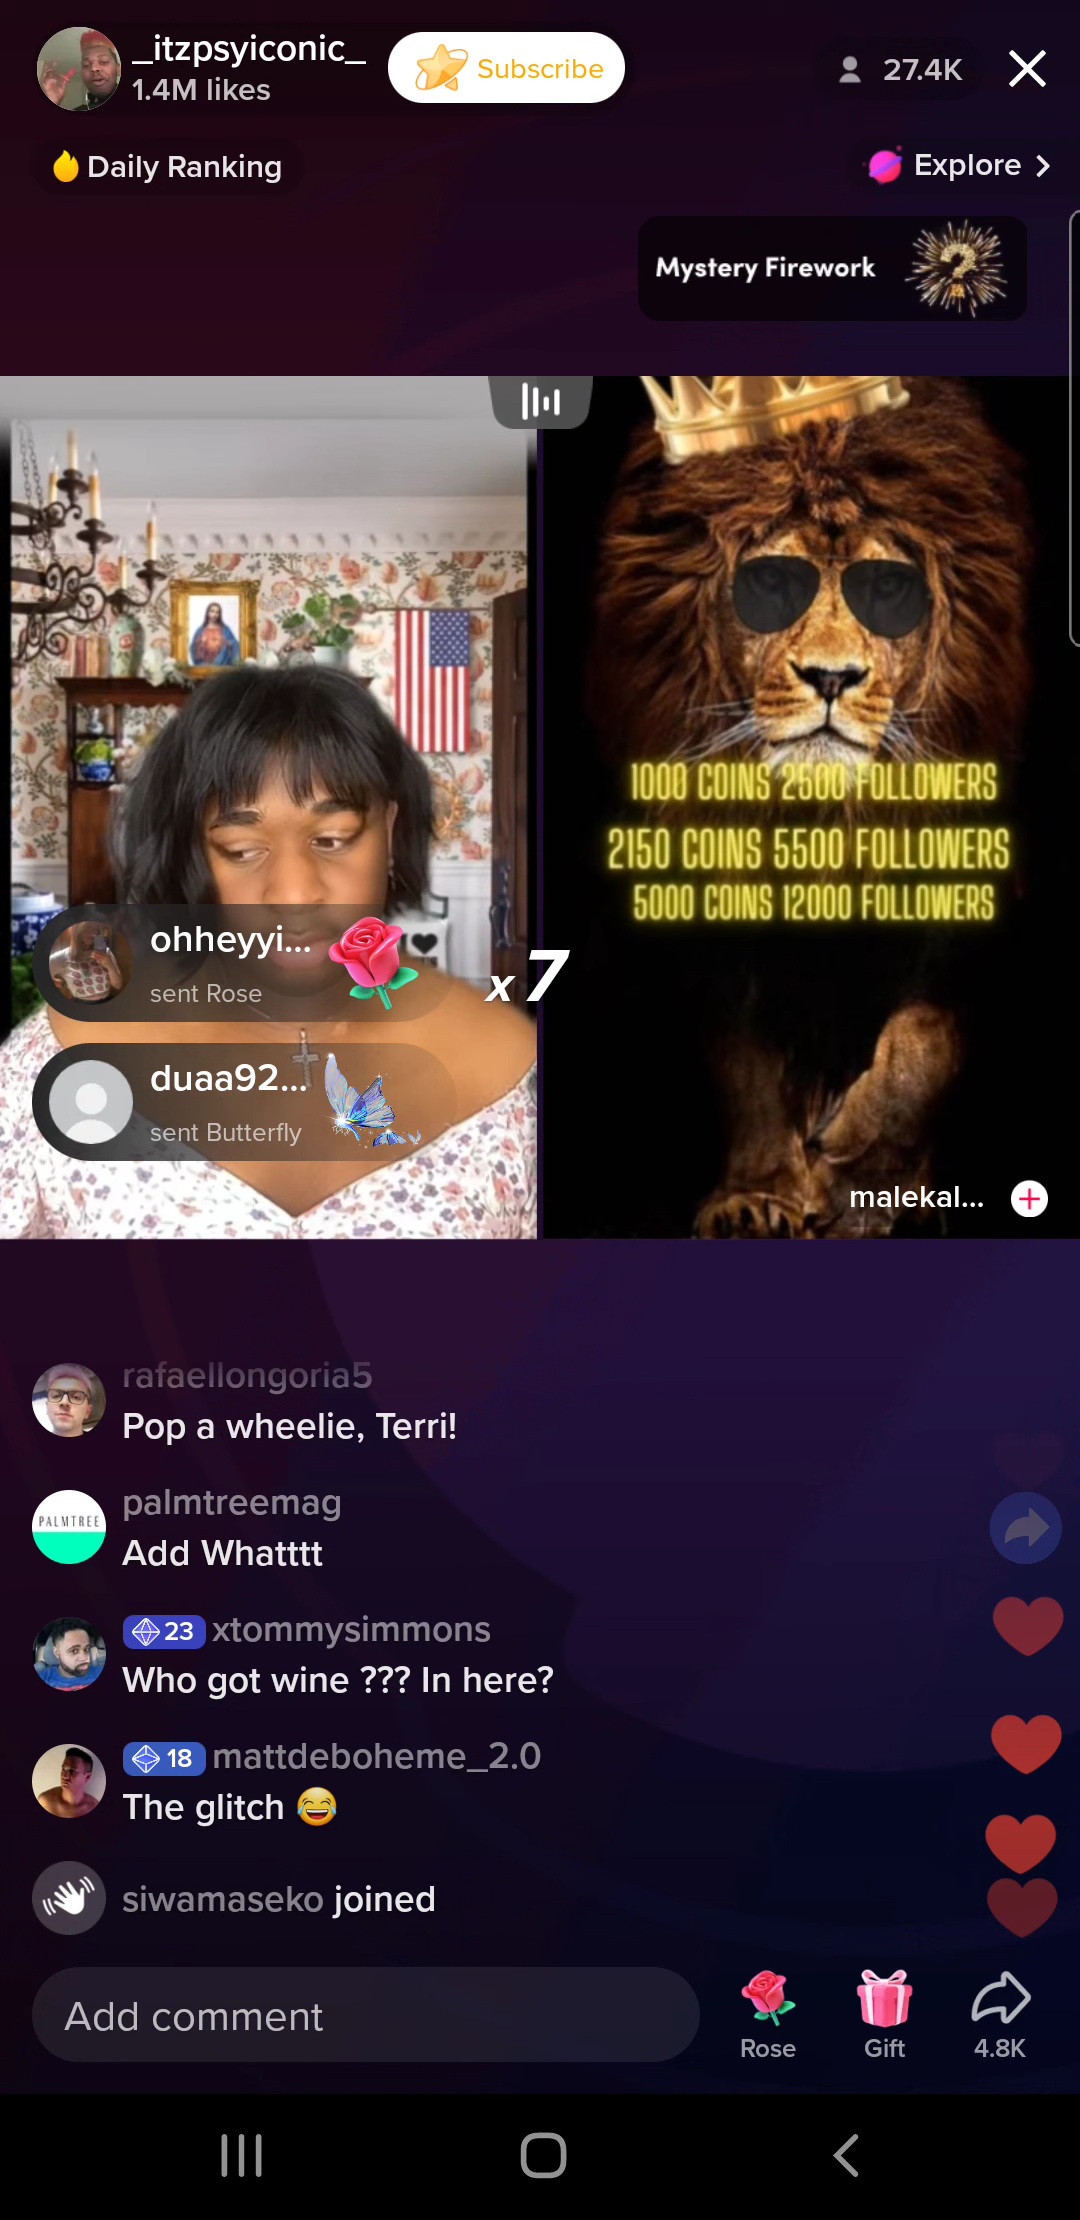 _itzpsyiconic_
1.4M likes
Subscribe
27.4K
Daily Ranking
Explore
Mystery Firework
1000 COINS 2500 FOLLOWERS
2150 COINS 5500 FOLLOWERS
5000 COINS 12000 FOLLOWERS
ohheyyi...
sent Rose
x7
duaa92...
sent Butterfly
malekal...
rafaellongoria5
Pop a wheelie, Terri!
PALMTREE
palmtreemag
Add Whatttt
23 xtommysimmons
Who got wine ??? In here?
18 mattdeboheme_2.0
The glitch 😂
siwamaseko joined
Add comment
Rose
Gift
4.8K